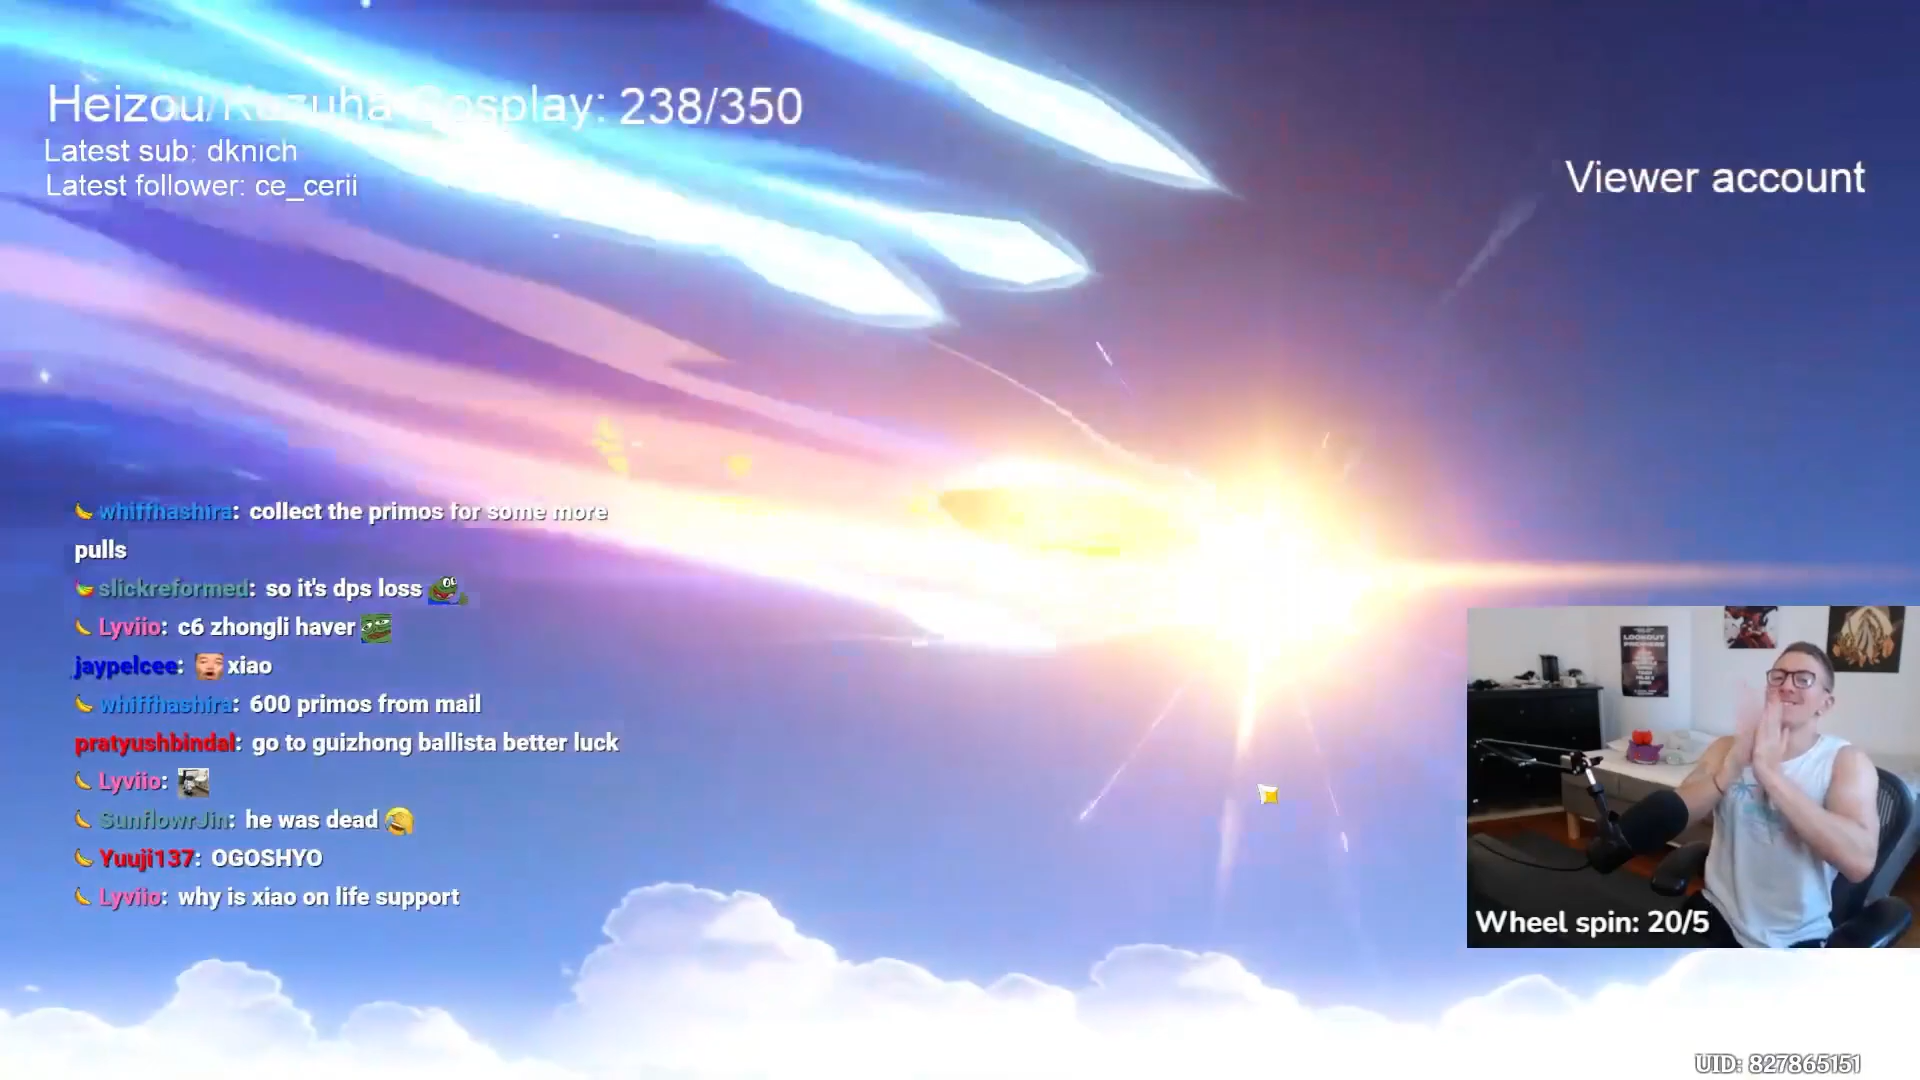 Heizou/Kazuha Cosplay: 238/350
Latest sub: dknich
Latest follower: ce_cerii
Viewer account
whiffhashira: collect the primos for some more
pulls
slickreformed: so it's dps loss
Lyviio: c6 zhongli haver
jaypelcee: xiao
whiffhashira: 600 primos from mail
pratyushbindal: go to guizhong ballista better luck
Lyviio:
SunflowrJin: he was dead
Yuuji137: OGOSHYO
Lyviio: why is xiao on life support
LOOKOUT
Wheel spin: 20/5
UID: 827865151